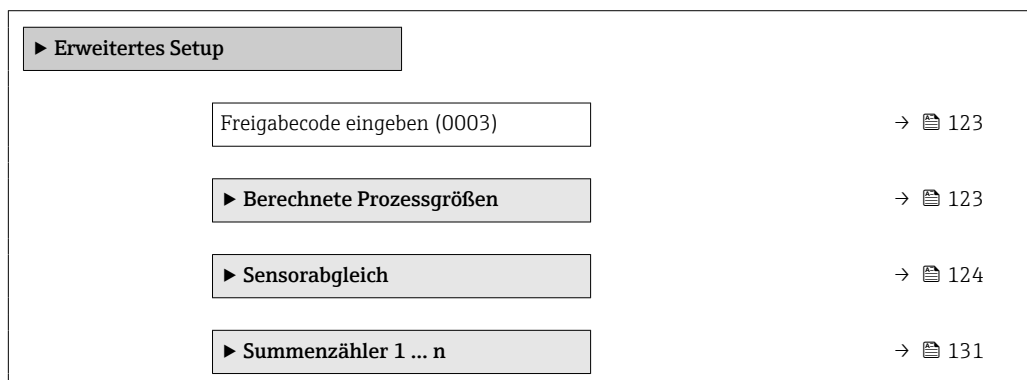 ▶ Erweitertes Setup
Freigabecode eingeben (0003) → 123
▶ Berechnete Prozessgrößen → 123
▶ Sensorabgleich → 124
▶ Summenzähler 1 ... n → 131